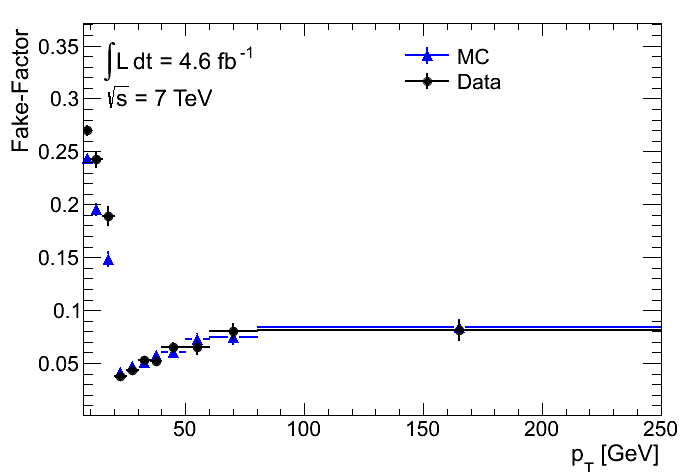 ∫L dt = 4.6 fb⁻¹
√s = 7 TeV
MC
Data
Fake-Factor
0.35
0.3
0.25
0.2
0.15
0.1
0.05
50 100 150 200 250
p_T [GeV]